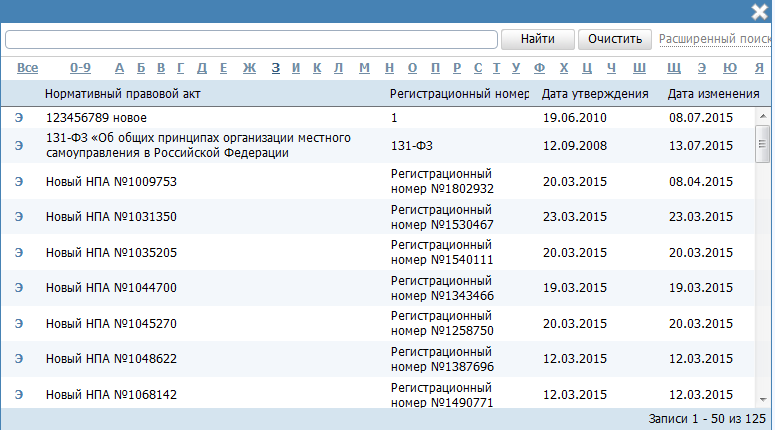 Найти Очистить Расширенный поиск
Все 0-9 А Б В Г Д Е Ж З И К Л М Н О П Р С Т У Ф Х Ц Ч Ш Щ Э Ю Я
Нормативный правовой акт Регистрационный номер Дата утверждения Дата изменения
Э 123456789 новое 1 19.06.2010 08.07.2015
131-ФЗ «Об общих принципах организации местного
Э самоуправления в Российской Федерации 131-ФЗ 12.09.2008 13.07.2015
Регистрационный
Э Новый НПА №1009753 номер №1802932 20.03.2015 08.04.2015
Регистрационный
Э Новый НПА №1031350 номер №1530467 23.03.2015 23.03.2015
Регистрационный
Э Новый НПА №1035205 номер №1540111 20.03.2015 20.03.2015
Регистрационный
Э Новый НПА №1044700 номер №1343466 19.03.2015 19.03.2015
Регистрационный
Э Новый НПА №1045270 номер №1258750 20.03.2015 20.03.2015
Регистрационный
Э Новый НПА №1048622 номер №1387696 12.03.2015 12.03.2015
Регистрационный
Э Новый НПА №1068142 номер №1490771 12.03.2015 12.03.2015
Записи 1 - 50 из 125